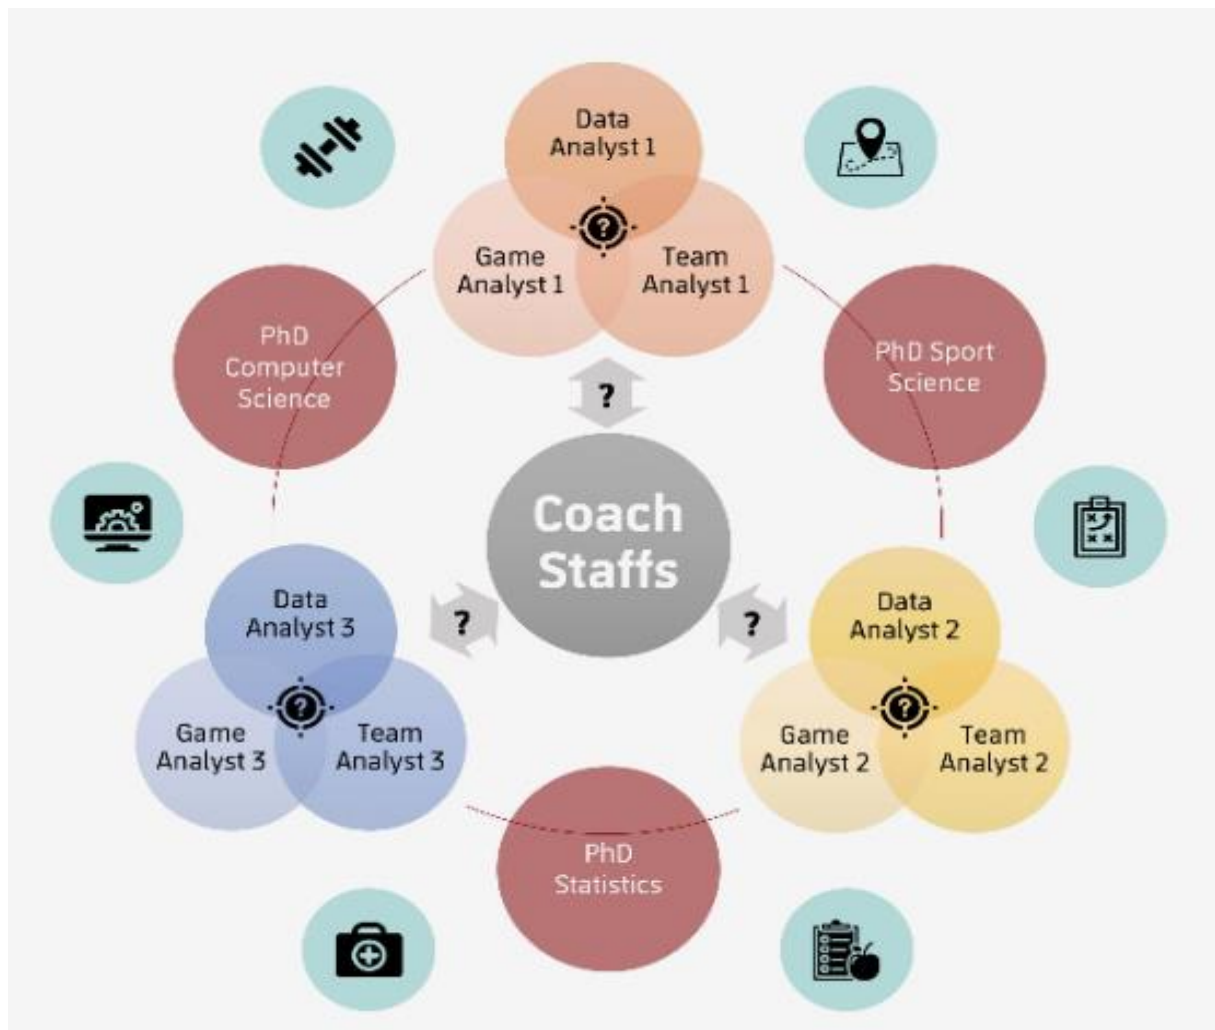 Data
Analyst 1
?
Game
Analyst 1
Team
Analyst 1
PhD
Computer
Science
PhD Sport
Science
?
Coach
Staffs
Data
Analyst 3
?
Game
Analyst 3
Team
Analyst 3
?
?
Data
Analyst 2
?
Game
Analyst 2
Team
Analyst 2
PhD
Statistics